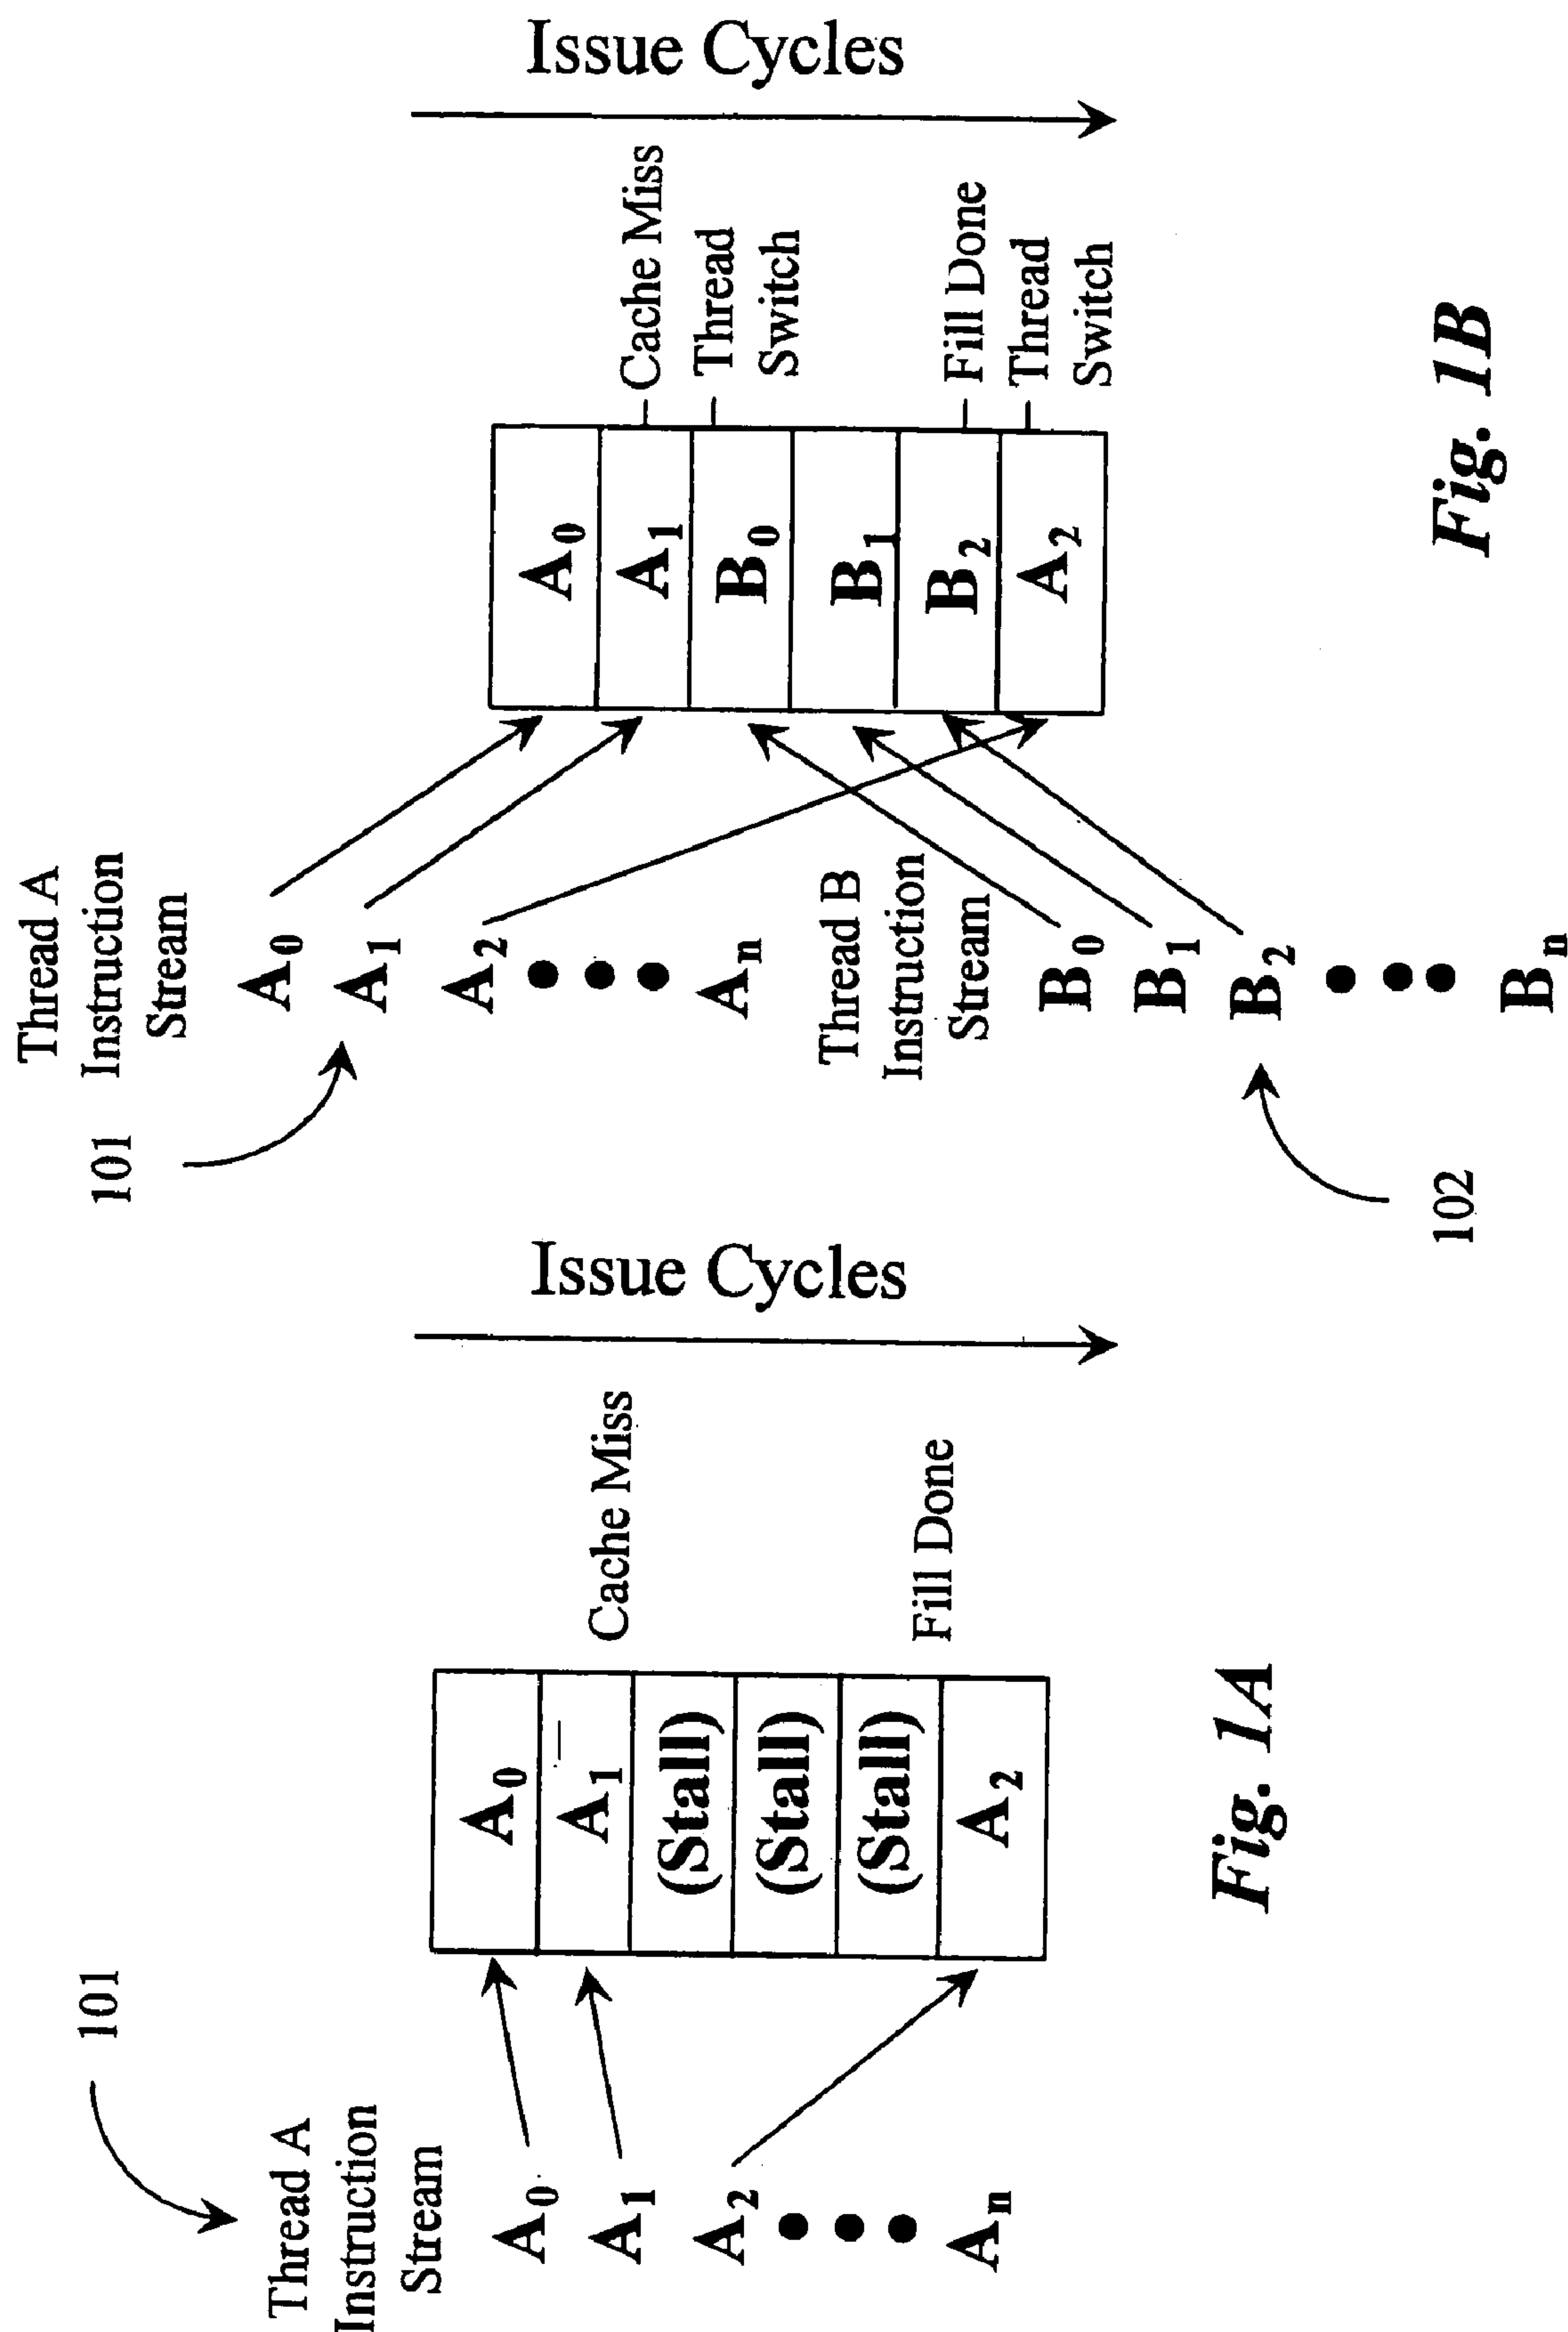 101
Thread A
Instruction
Stream
A0
A1
A2
An
A0
A1
(Stall)
(Stall)
(Stall)
A2
Cache Miss
Fill Done
Issue Cycles
Fig. 1A
101
Thread A
Instruction
Stream
A0
A1
A2
An
Thread B
Instruction
Stream
B0
B1
B2
Bn
102
A0
A1
B0
B1
B2
A2
Cache Miss
Thread
Switch
Fill Done
Thread
Switch
Issue Cycles
Fig. 1B